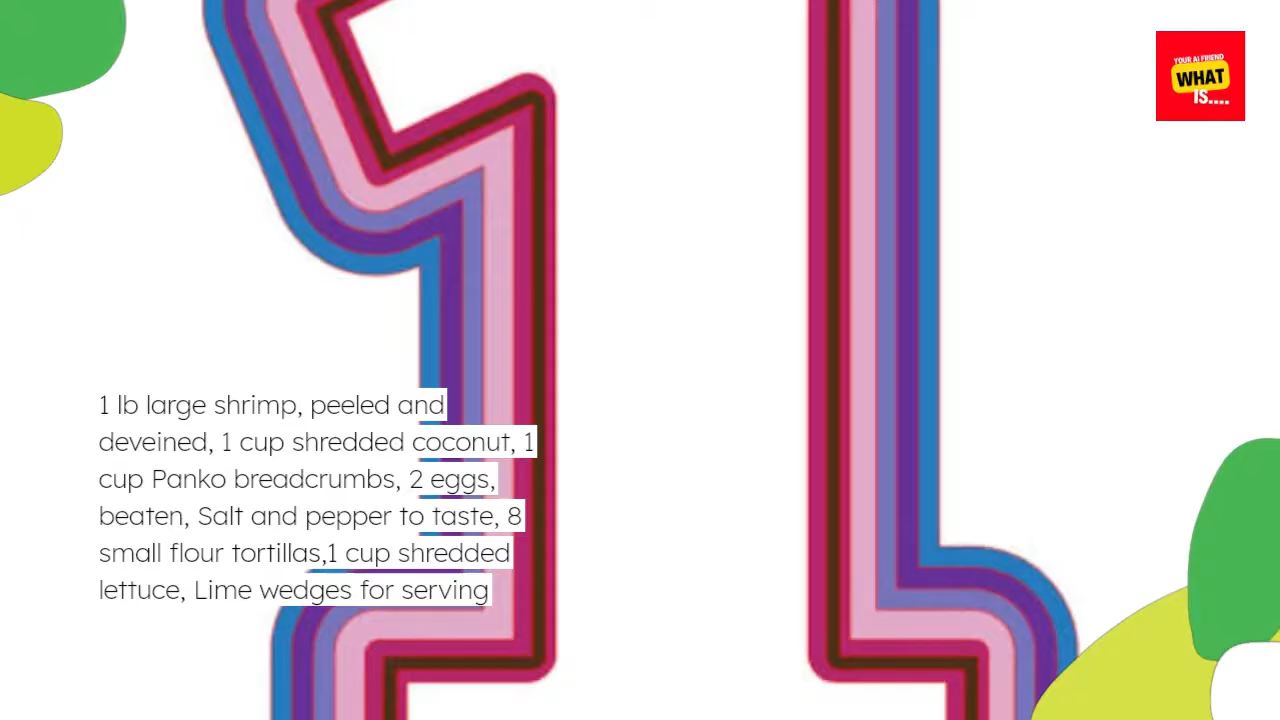 YOUR AI FRIEND
WHAT
IS....
1 lb large shrimp, peeled and
deveined, 1 cup shredded coconut, 1
cup Panko breadcrumbs, 2 eggs,
beaten, Salt and pepper to taste, 8
small flour tortillas,1 cup shredded
lettuce, Lime wedges for serving